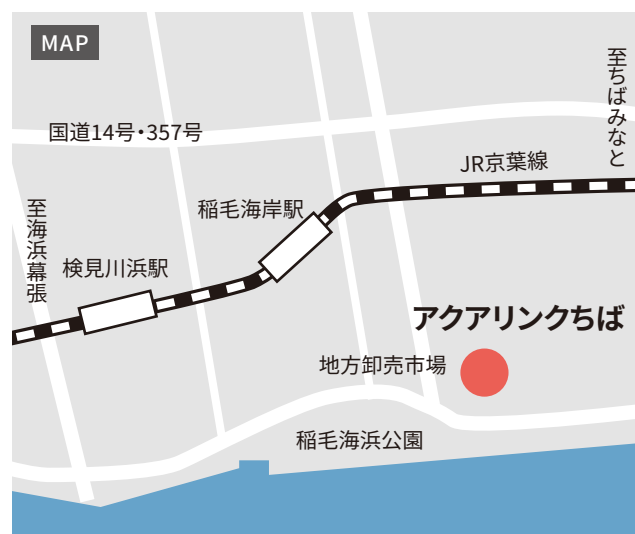 MAP
至ちばみなと
国道14号・357号
JR京葉線
稲毛海岸駅
至海浜幕張
検見川浜駅
アクアリンクちば
地方卸売市場
稲毛海浜公園